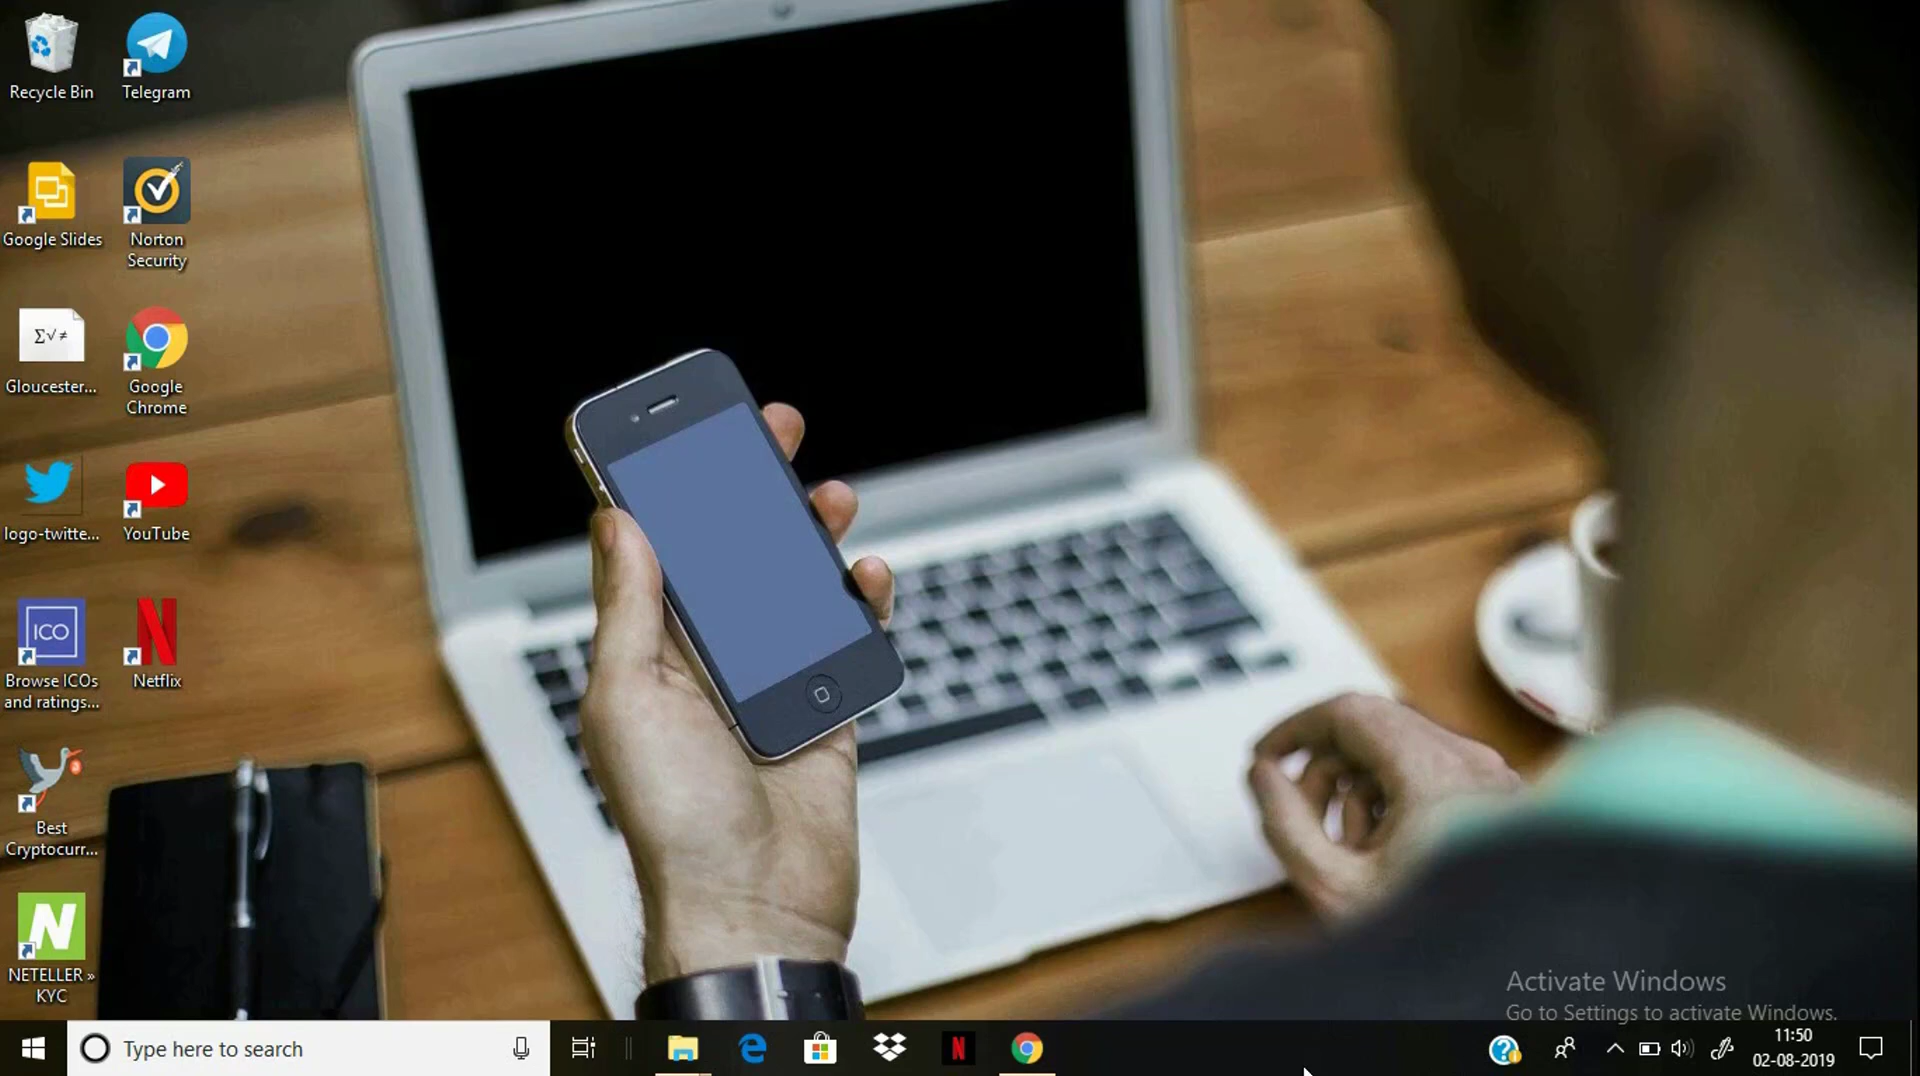 Recycle Bin
Telegram
Google Slides
Norton
Security
Σ√≠
Gloucester...
Google
Chrome
logo-twitte...
YouTube
ICO
Browse ICOs
and ratings...
N
Netflix
Best
Cryptocurr...
N
NETELLER »
KYC
Activate Windows
Go to Settings to activate Windows.
Type here to search
N
11:50
02-08-2019